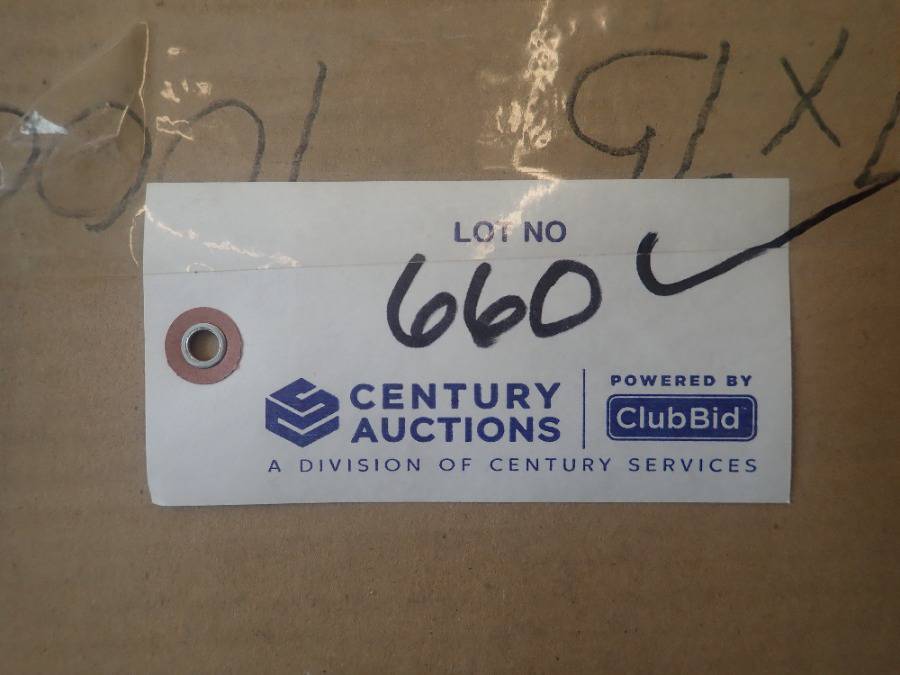 LOT NO
660
CENTURY
AUCTIONS
POWERED BY
ClubBid
A DIVISION OF CENTURY SERVICES